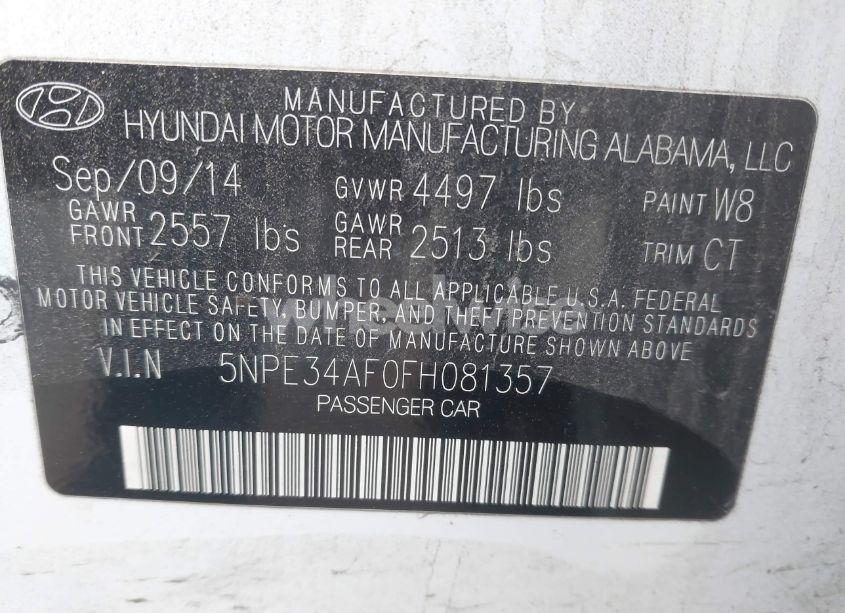 MANUFACTURED BY
HYUNDAI MOTOR MANUFACTURING ALABAMA, LLC
Sep/09/14 GVWR 4497 lbs PAINT W8
GAWR FRONT 2557 lbs GAWR REAR 2513 lbs TRIM CT
THIS VEHICLE CONFORMS TO ALL APPLICABLE U.S.A. FEDERAL
MOTOR VEHICLE SAFETY, BUMPER, AND THEFT PREVENTION STANDARDS
IN EFFECT ON THE DATE OF MANUFACTURE SHOWN ABOVE
V.I.N 5NPE34AF0FH081357
PASSENGER CAR